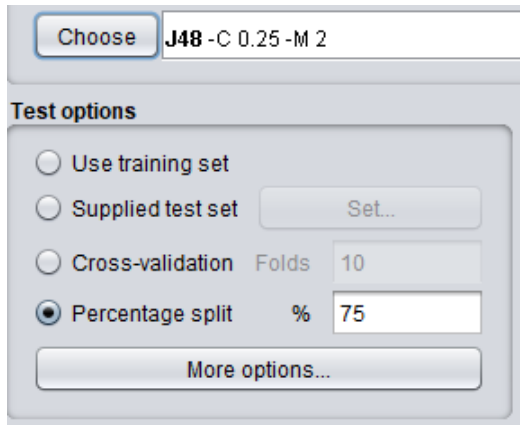 Choose J48 -C 0.25 -M 2
Test options
Use training set
Supplied test set Set...
Cross-validation Folds 10
Percentage split % 75
More options...